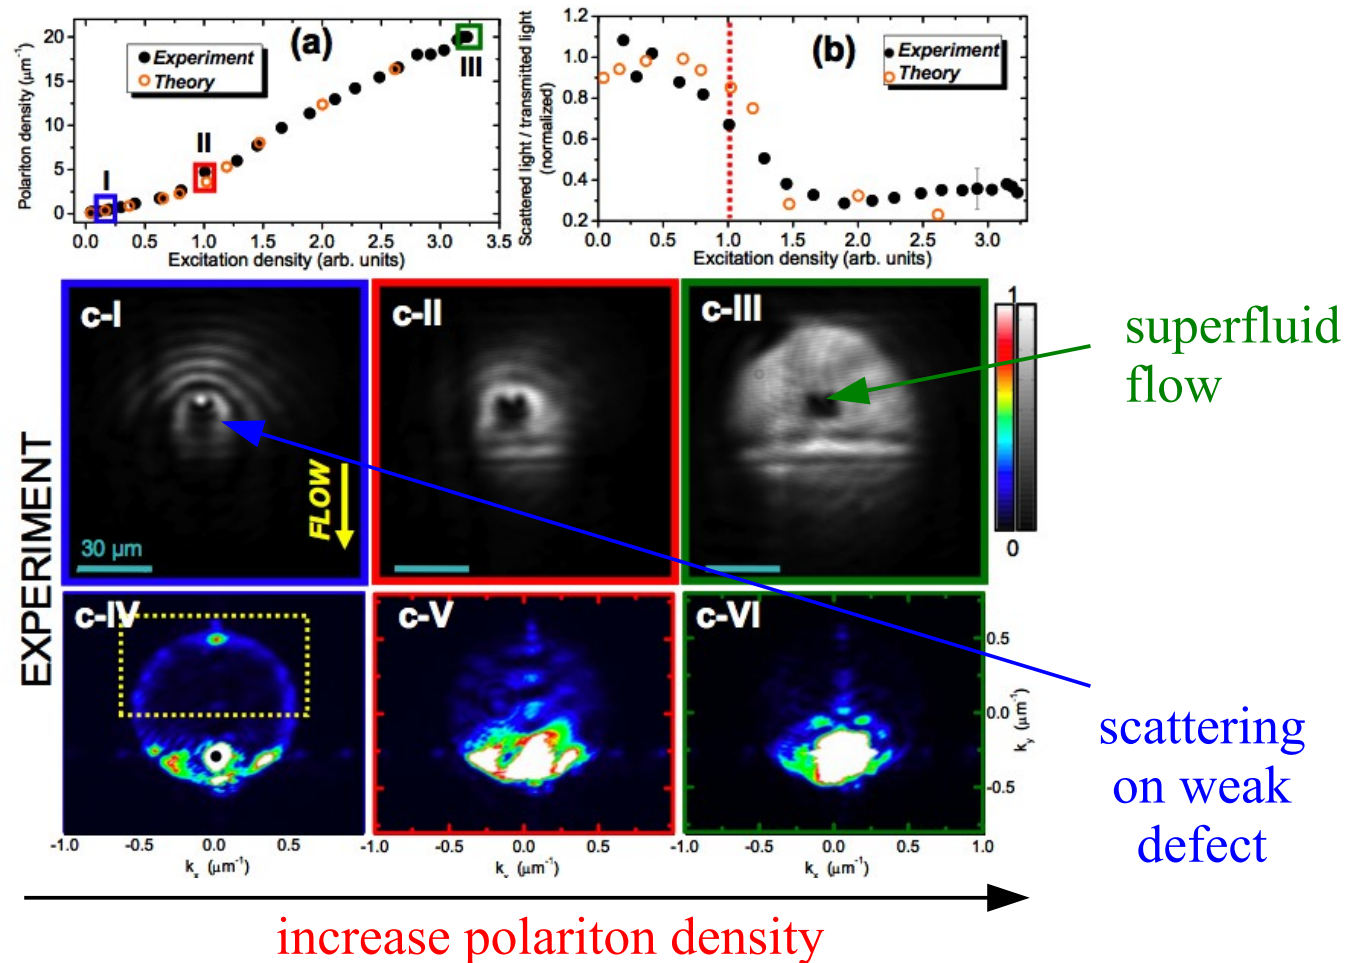 (a)
Experiment
Theory
I
II
III
Polariton density (μm⁻¹)
20
15
10
5
0
0.0 0.5 1.0 1.5 2.0 2.5 3.0 3.5
Excitation density (arb. units)
(b)
Experiment
Theory
Scattered light / transmitted light
(normalized)
1.2
1.0
0.8
0.6
0.4
0.2
0.0 0.5 1.0 1.5 2.0 2.5 3.0
Excitation density (arb. units)
EXPERIMENT
c-I
FLOW
30 μm
c-II
c-III
1
0
superfluid
flow
c-IV
c-V
c-VI
0.5
0.0
-0.5
k_y (μm⁻¹)
-1.0 -0.5 0.0 0.5
-1.0 -0.5 0.0 0.5
-1.0 -0.5 0.0 0.5 1.0
k_x (μm⁻¹)
k_x (μm⁻¹)
k_x (μm⁻¹)
scattering
on weak
defect
increase polariton density